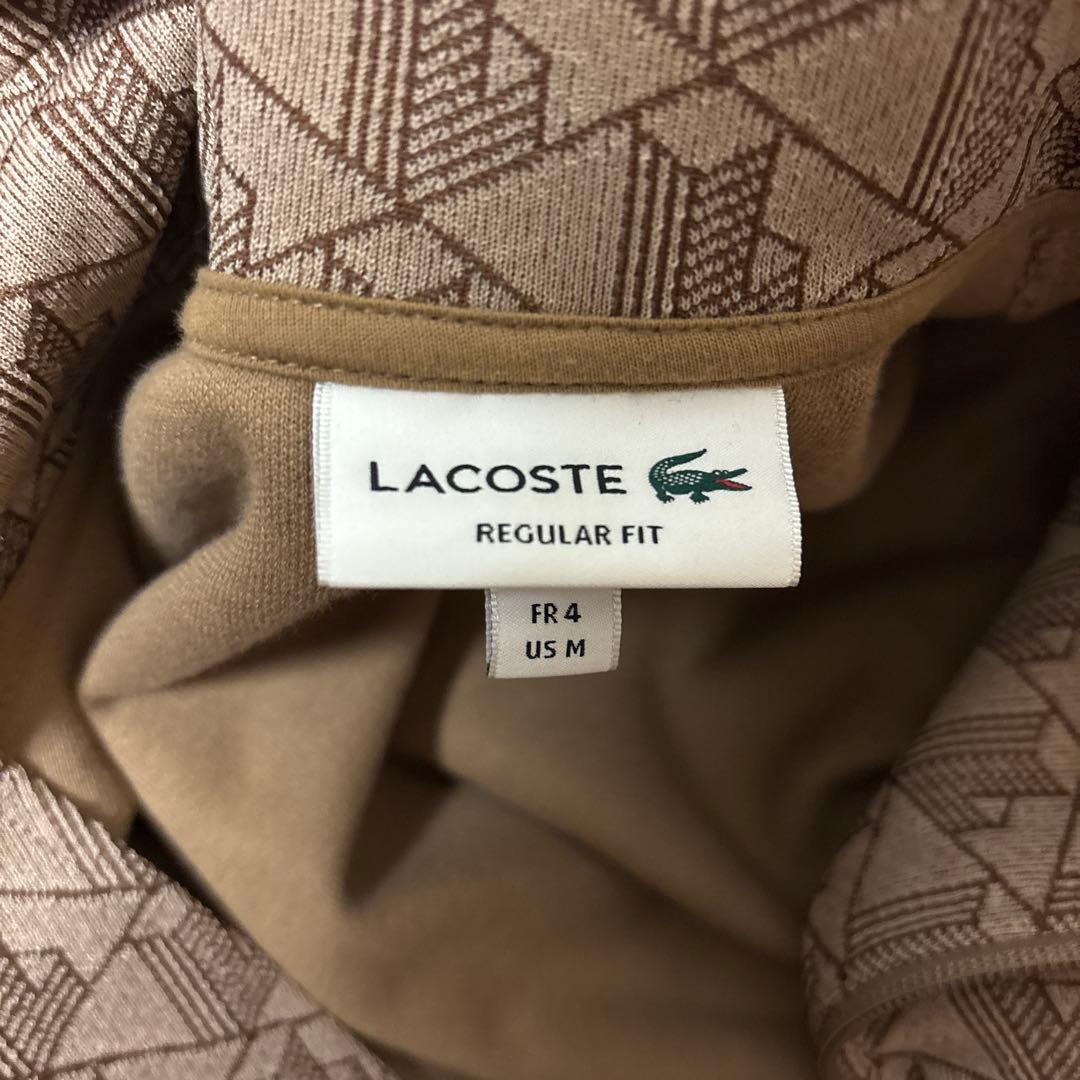 LACOSTE
REGULAR FIT
FR 4
US M